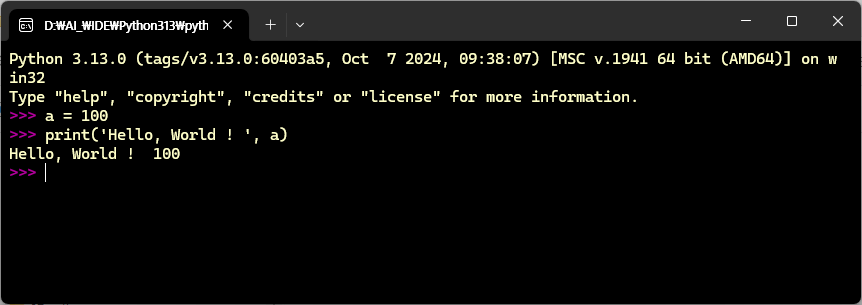 D:₩AI_₩IDE₩Python313₩pyth
Python 3.13.0 (tags/v3.13.0:60403a5, Oct  7 2024, 09:38:07) [MSC v.1941 64 bit (AMD64)] on w
in32
Type "help", "copyright", "credits" or "license" for more information.
>>> a = 100
>>> print('Hello, World ! ', a)
Hello, World !  100
>>>